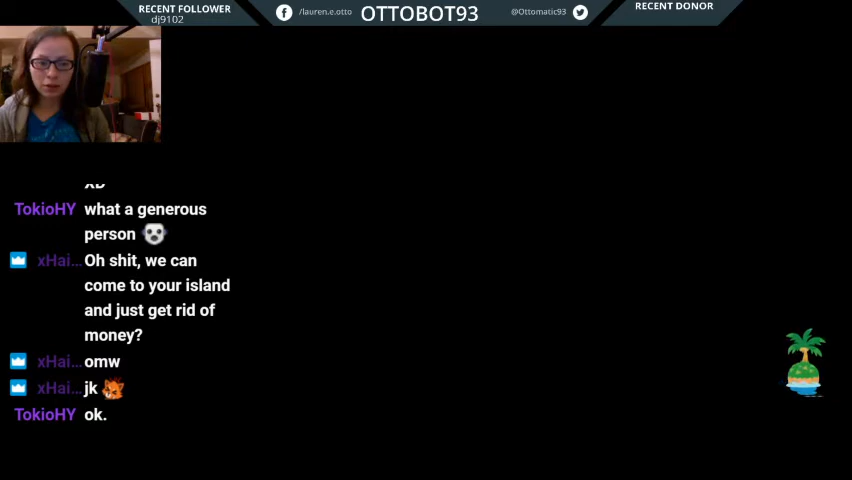 RECENT FOLLOWER
dj9102
/lauren.e.otto
OTTOBOT93
@Ottomatic93
RECENT DONOR
XD
TokioHY what a generous
person
xHai... Oh shit, we can
come to your island
and just get rid of
money?
xHai... omw
xHai... jk
TokioHY ok.